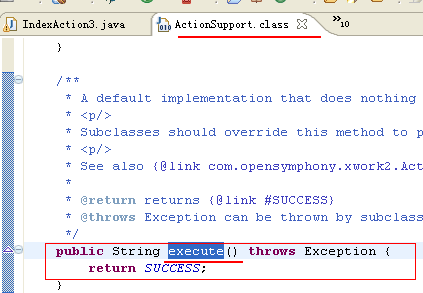 IndexAction3.java
ActionSupport.class
10
}
/**
* A default implementation that does nothing
* <p/>
* Subclasses should override this method to p
* <p/>
* See also {@link com.opensymphony.xwork2.Act
*
* @return returns {@link #SUCCESS}
* @throws Exception can be thrown by subclass
*/
public String execute() throws Exception {
return SUCCESS;
}